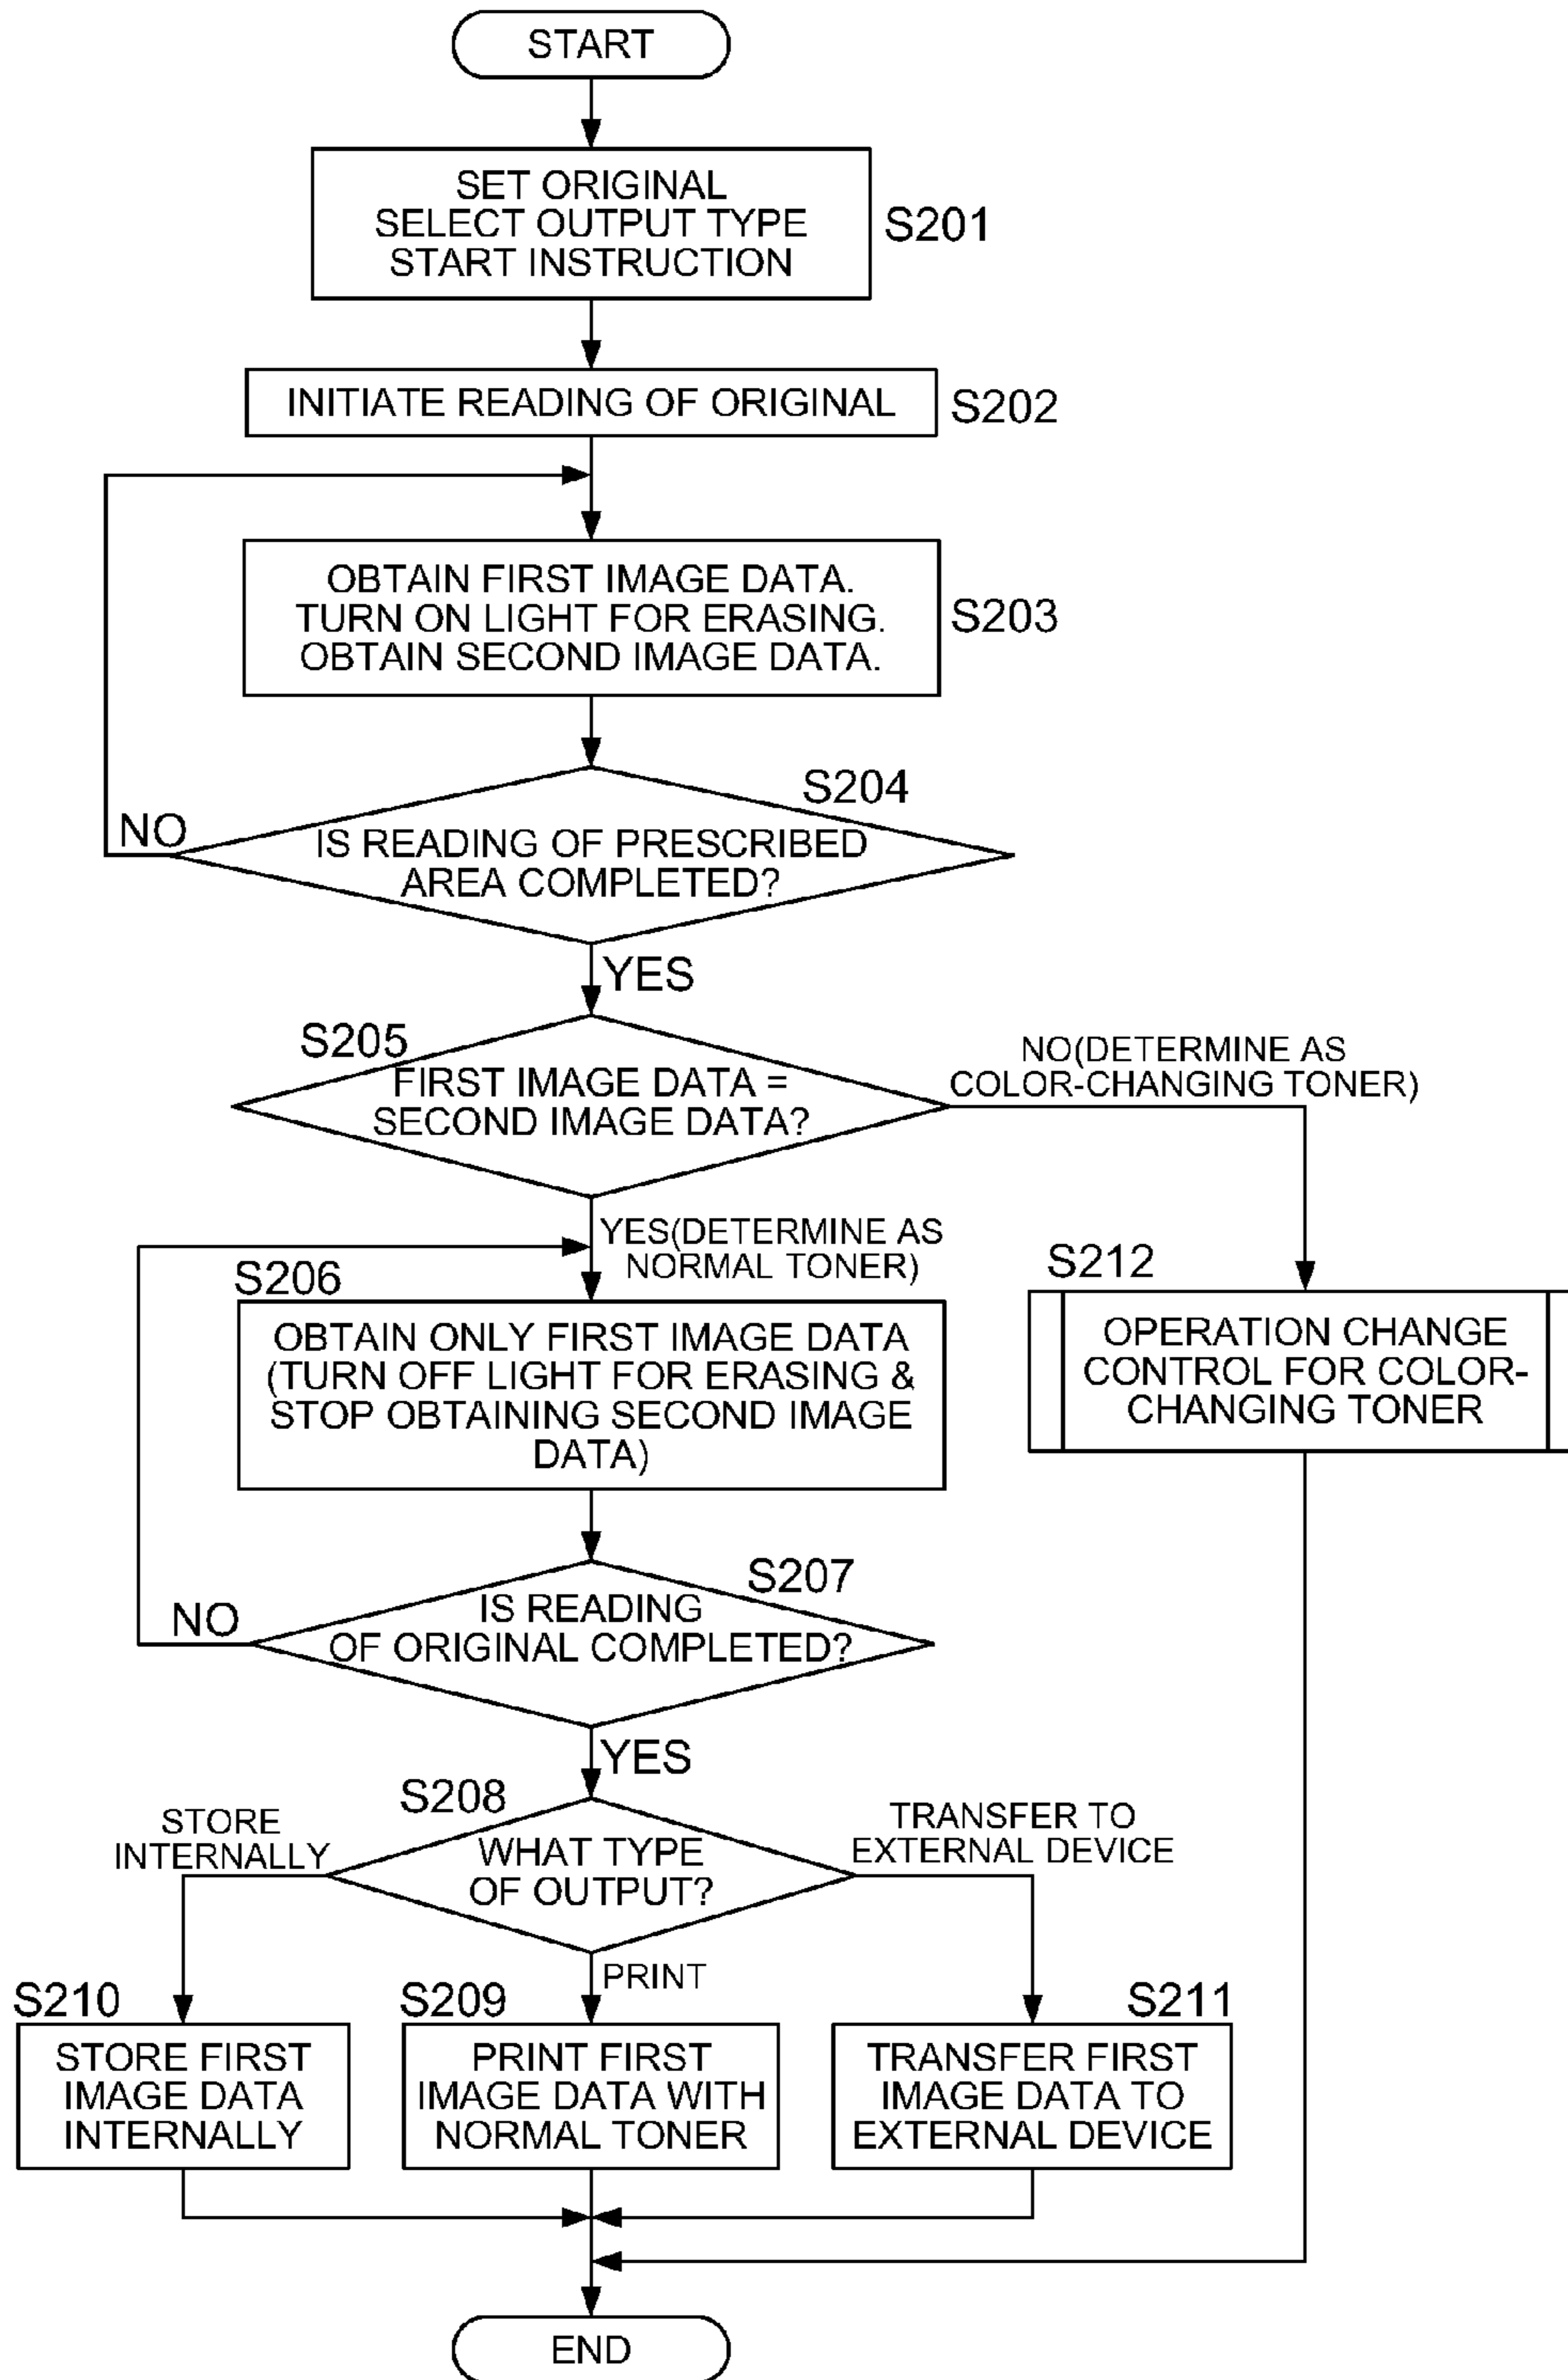 START
SET ORIGINAL
SELECT OUTPUT TYPE
START INSTRUCTION
S201
INITIATE READING OF ORIGINAL
S202
OBTAIN FIRST IMAGE DATA.
TURN ON LIGHT FOR ERASING.
OBTAIN SECOND IMAGE DATA.
S203
S204
NO
IS READING OF PRESCRIBED
AREA COMPLETED?
YES
S205
FIRST IMAGE DATA =
SECOND IMAGE DATA?
NO(DETERMINE AS
COLOR-CHANGING TONER)
YES(DETERMINE AS
NORMAL TONER)
S206
OBTAIN ONLY FIRST IMAGE DATA
(TURN OFF LIGHT FOR ERASING &
STOP OBTAINING SECOND IMAGE
DATA)
S212
OPERATION CHANGE
CONTROL FOR COLOR-
CHANGING TONER
S207
NO
IS READING
OF ORIGINAL COMPLETED?
YES
S208
STORE
INTERNALLY
WHAT TYPE
OF OUTPUT?
TRANSFER TO
EXTERNAL DEVICE
PRINT
S210
STORE FIRST
IMAGE DATA
INTERNALLY
S209
PRINT FIRST
IMAGE DATA WITH
NORMAL TONER
S211
TRANSFER FIRST
IMAGE DATA TO
EXTERNAL DEVICE
END